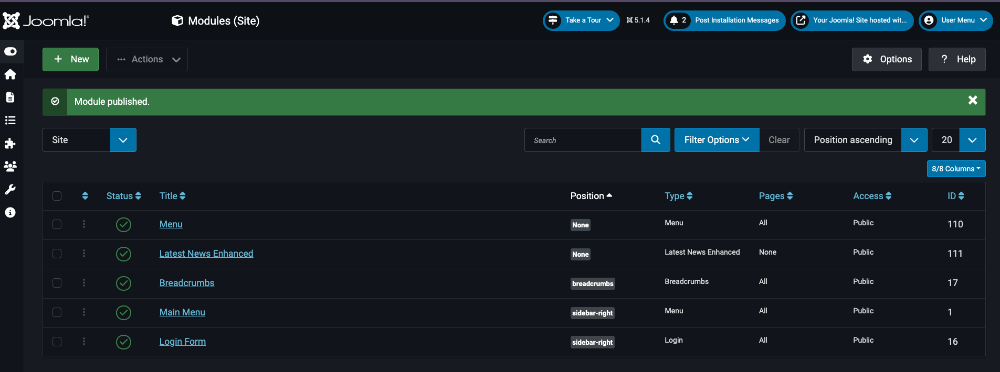 Joomla!®
Modules (Site)
Take a Tour
5.1.4
2 Post Installation Messages
Your Joomla! Site hosted wit...
User Menu
+ New
... Actions
Options
? Help
Module published.
Site
Search
Filter Options
Clear
Position ascending
20
8/8 Columns
Status Title Position Type Pages Access ID
Menu None Menu All Public 110
Latest News Enhanced None Latest News Enhanced None Public 111
Breadcrumbs breadcrumbs Breadcrumbs All Public 17
Main Menu sidebar-right Menu All Public 1
Login Form sidebar-right Login All Public 16